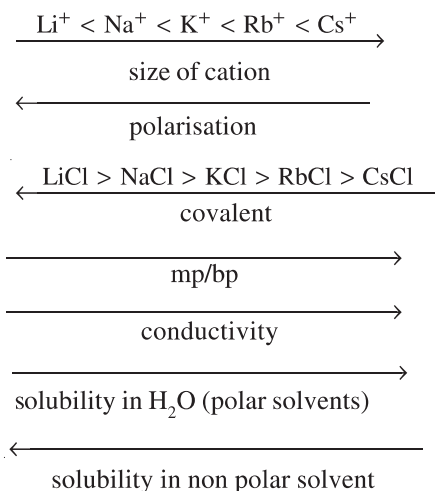 Li⁺ < Na⁺ < K⁺ < Rb⁺ < Cs⁺
size of cation
polarisation
LiCl > NaCl > KCl > RbCl > CsCl
covalent
mp/bp
conductivity
solubility in H₂O (polar solvents)
solubility in non polar solvent